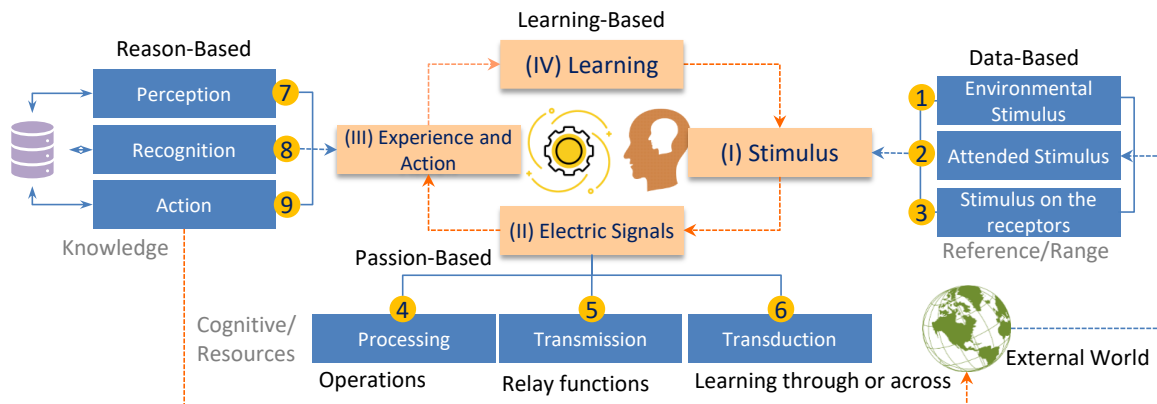 Learning-Based
Reason-Based
(IV) Learning
Data-Based
Perception
7
1
Environmental
Stimulus
Recognition
8
(III) Experience and
Action
(I) Stimulus
2
Attended Stimulus
Action
9
3
Stimulus on the
receptors
Knowledge
(II) Electric Signals
Reference/Range
Passion-Based
Cognitive/
Resources
4
Processing
5
Transmission
6
Transduction
External World
Operations
Relay functions
Learning through or across